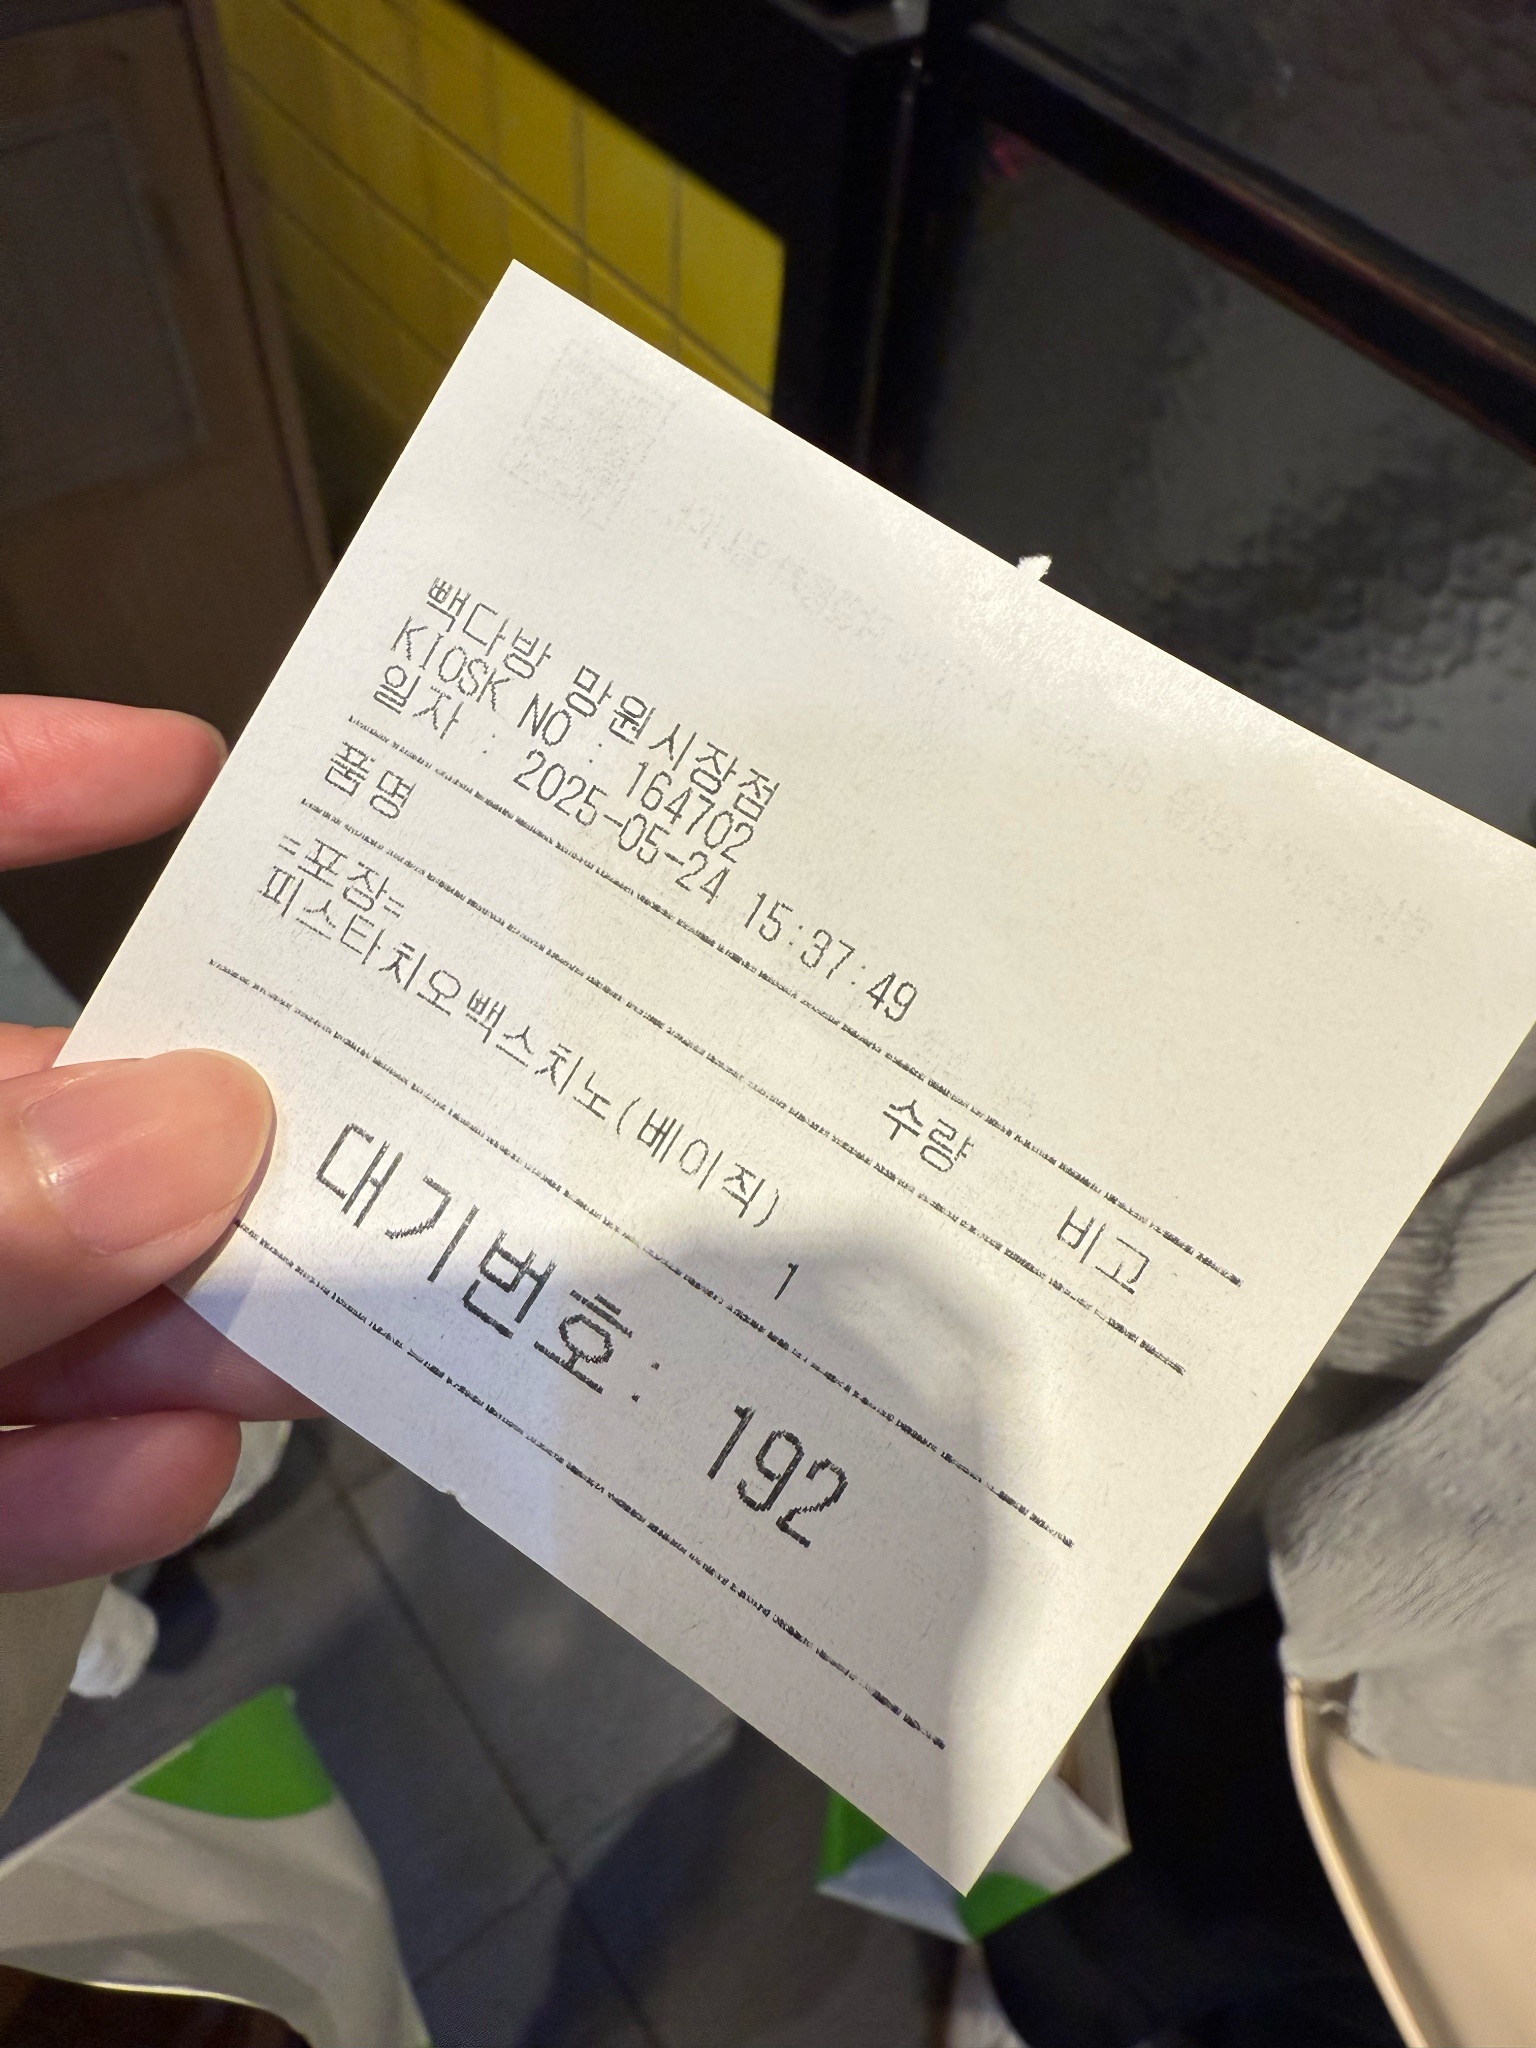 빽다방 망원시장점
KIOSK NO : 164702
일자 : 2025-05-24 15:37:49
품명 수량 비고
=포장=
피스타치오빽스치노(베이직) 1
대기번호: 192